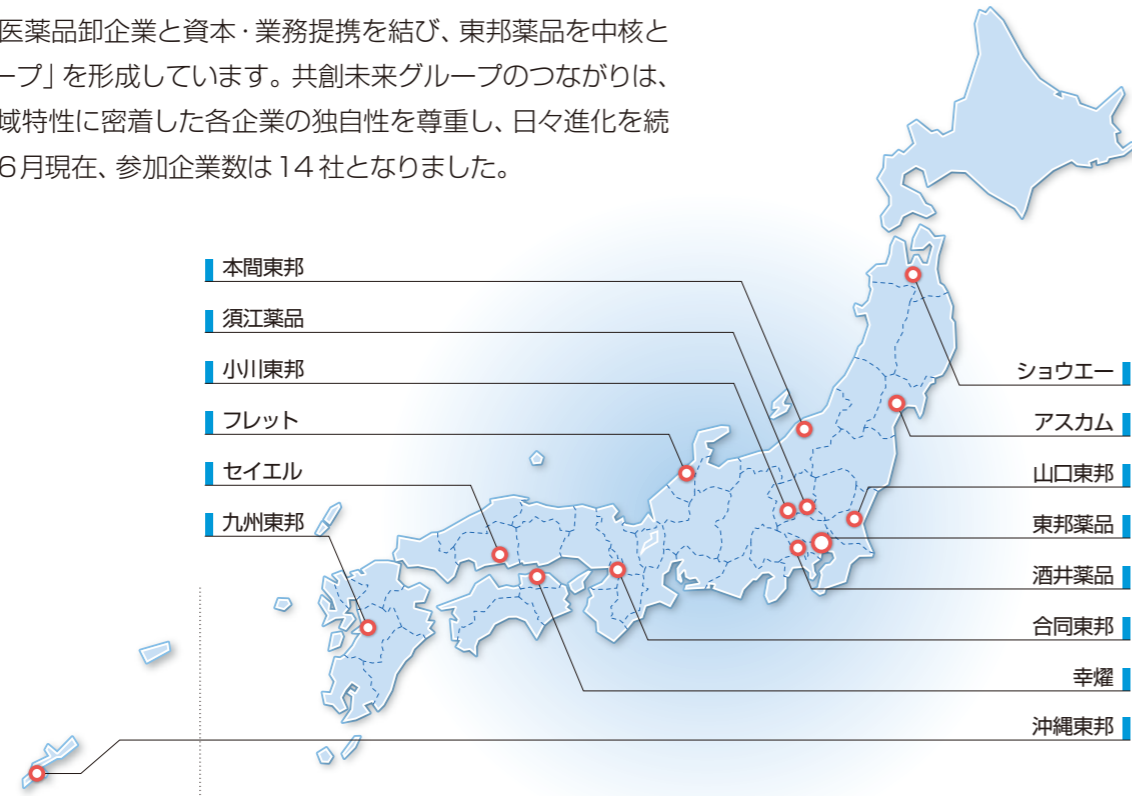 医薬品卸企業と資本・業務提携を結び、東邦薬品を中核と
ープ」を形成しています。共創未来グループのつながりは、
域特性に密着した各企業の独自性を尊重し、日々進化を続
6月現在、参加企業数は14社となりました。
本間東邦
須江薬品
小川東邦
フレット
セイエル
九州東邦
ショウエー
アスカム
山口東邦
東邦薬品
酒井薬品
合同東邦
幸燿
沖縄東邦